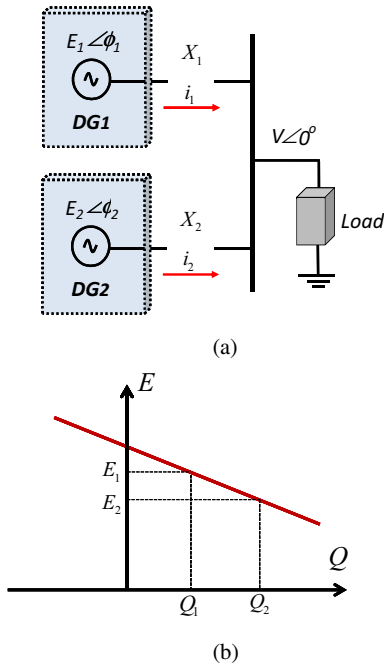 E₁∠ϕ₁
X₁
DG1
i₁
V∠0°
E₂∠ϕ₂
X₂
Load
DG2
i₂
(a)
E
E₁
E₂
Q
Q₁
Q₂
(b)